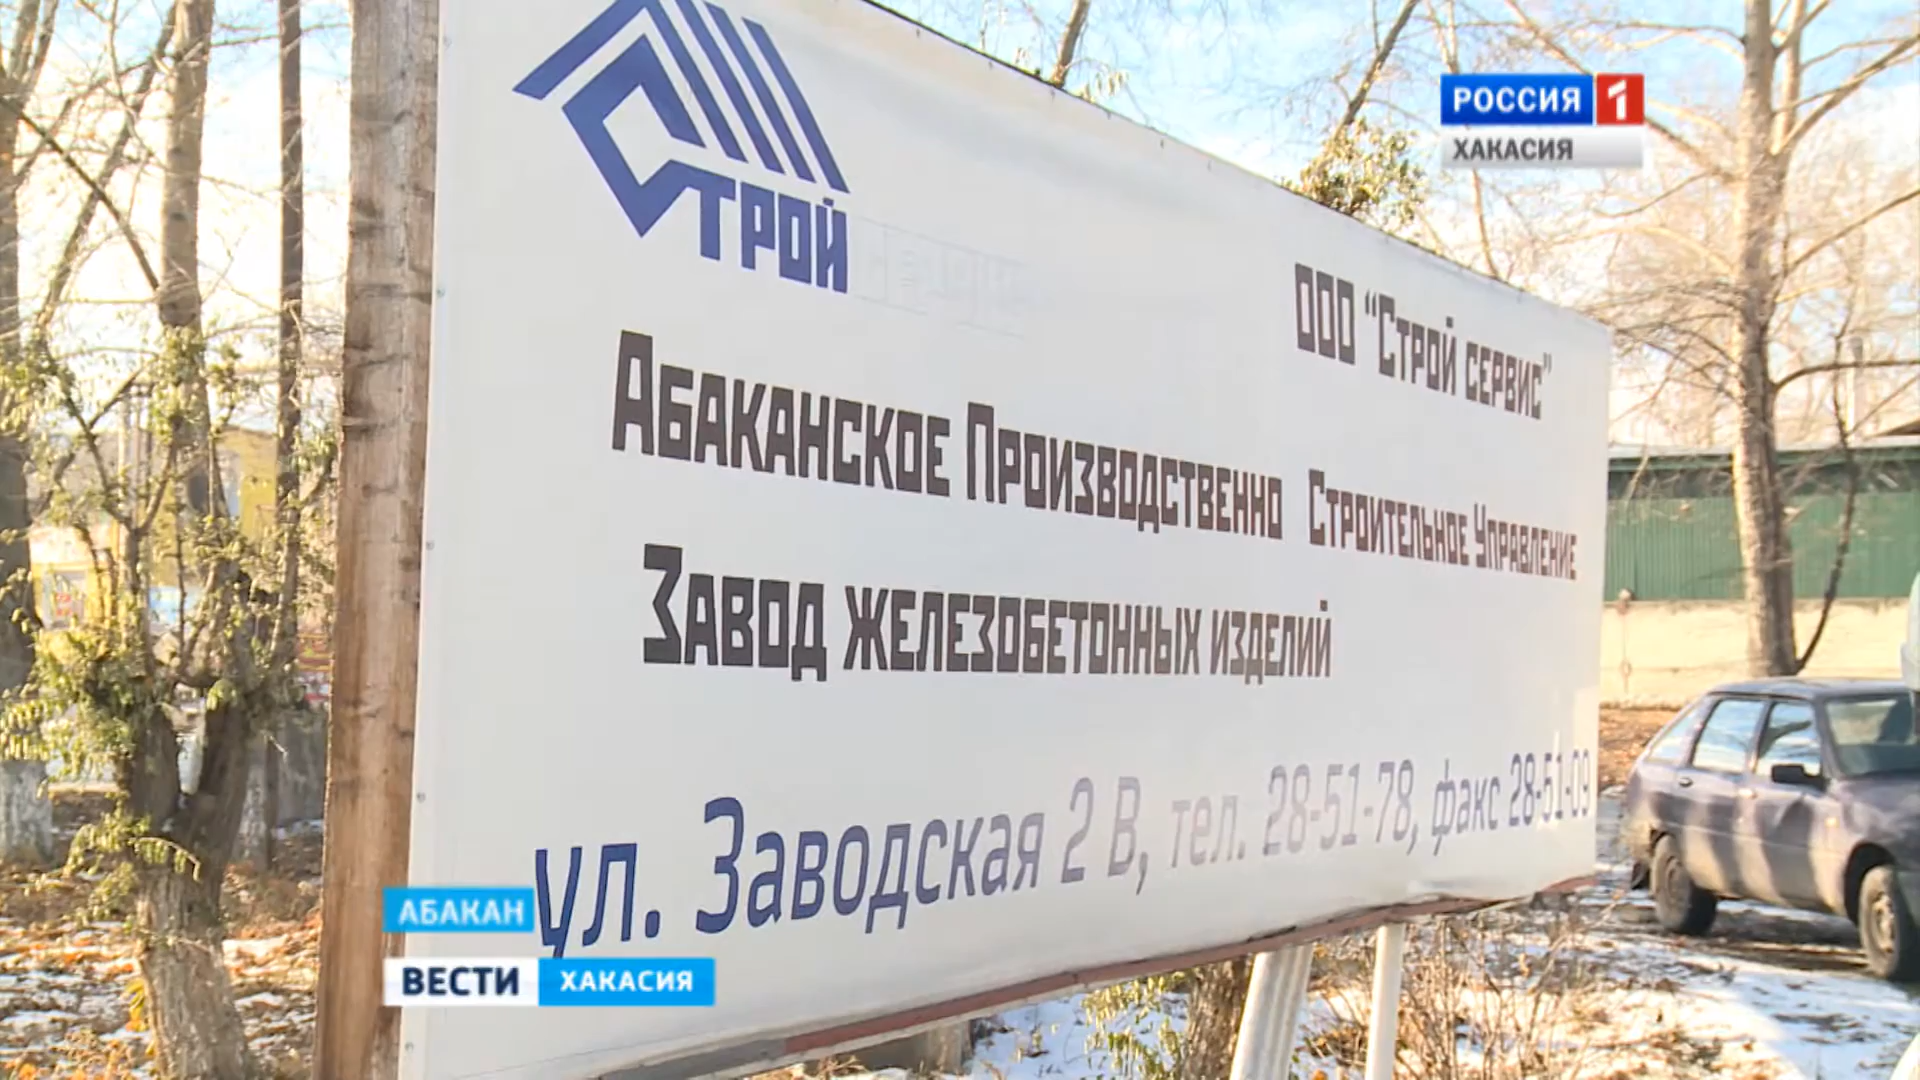 РОССИЯ 1
ХАКАСИЯ
СТРОЙ
ООО “Строй сервис”
Абаканское Производственно Строительное Управление
Завод железобетонных изделий
ул. Заводская 2 В, тел. 28-51-78, факс 28-51-09
АБАКАН
ВЕСТИ ХАКАСИЯ